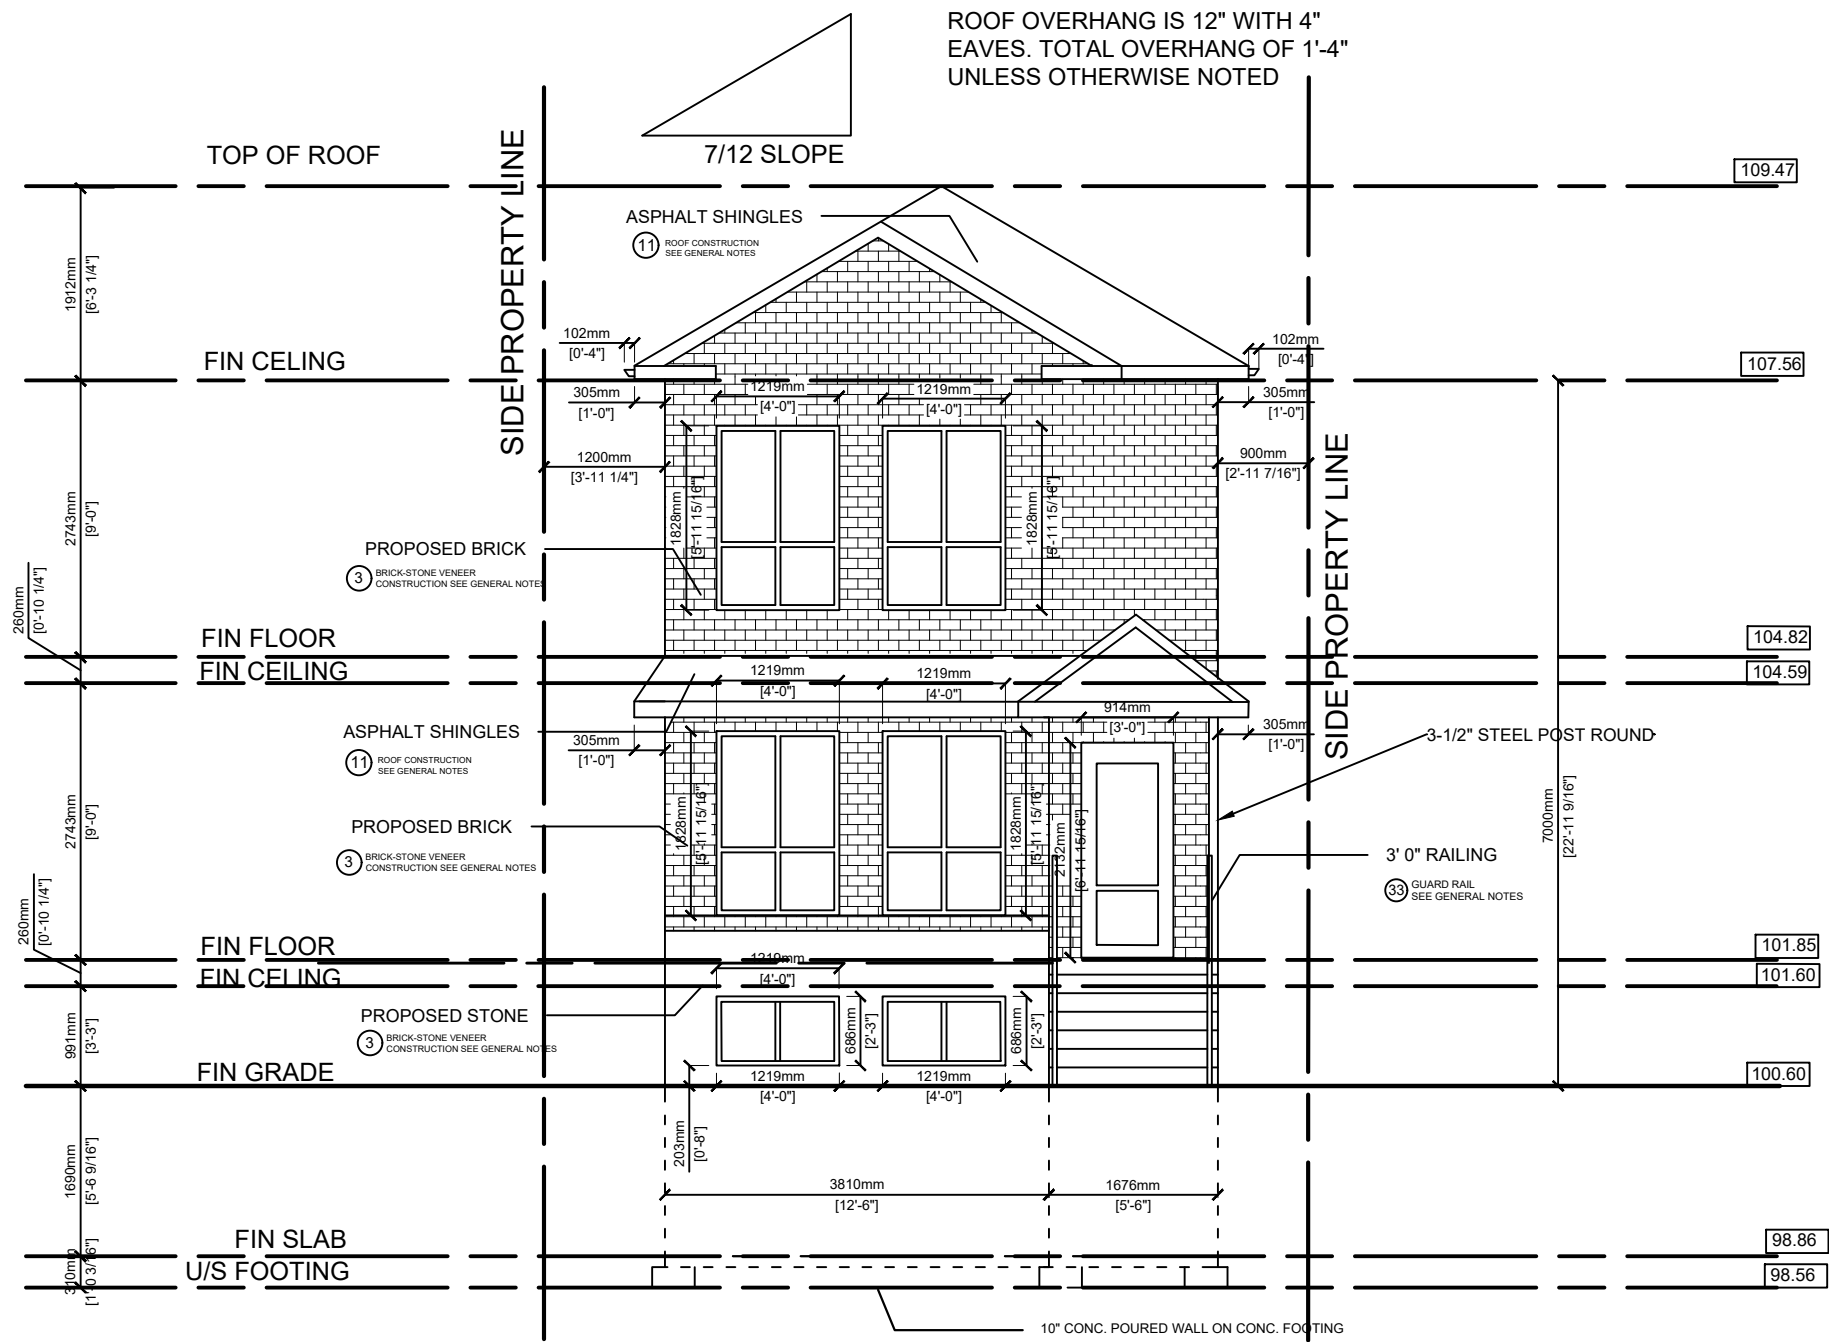 ROOF OVERHANG IS 12" WITH 4"
EAVES. TOTAL OVERHANG OF 1'-4"
UNLESS OTHERWISE NOTED
7/12 SLOPE
SIDE PROPERTY LINE
TOP OF ROOF
109.47
ASPHALT SHINGLES
11
ROOF CONSTRUCTION
SEE GENERAL NOTES
1912mm
[6'-3 1/4"]
102mm
[0'-4"]
102mm
[0'-4"]
FIN CELING
107.56
305mm
[1'-0"]
1219mm
[4'-0"]
1219mm
[4'-0"]
305mm
[1'-0"]
1200mm
[3'-11 1/4"]
900mm
[2'-11 7/16"]
SIDE PROPERTY LINE
2743mm
[9'-0"]
1828mm
[5'-11 15/16"]
1828mm
[5'-11 15/16"]
PROPOSED BRICK
3
BRICK-STONE VENEER
CONSTRUCTION SEE GENERAL NOTES
260mm
[0'-10 1/4"]
FIN FLOOR
104.82
FIN CEILING
104.59
1219mm
[4'-0"]
1219mm
[4'-0"]
914mm
[3'-0"]
ASPHALT SHINGLES
11
ROOF CONSTRUCTION
SEE GENERAL NOTES
305mm
[1'-0"]
305mm
[1'-0"]
3-1/2" STEEL POST ROUND
2743mm
[9'-0"]
1828mm
[5'-11 15/16"]
1828mm
[5'-11 15/16"]
2132mm
[6'-11 15/16"]
7000mm
[22'-11 9/16"]
PROPOSED BRICK
3
BRICK-STONE VENEER
CONSTRUCTION SEE GENERAL NOTES
3' 0" RAILING
33
GUARD RAIL
SEE GENERAL NOTES
260mm
[0'-10 1/4"]
FIN FLOOR
101.85
FIN CELING
101.60
1219mm
[4'-0"]
991mm
[3'-3"]
PROPOSED STONE
3
BRICK-STONE VENEER
CONSTRUCTION SEE GENERAL NOTES
686mm
[2'-3"]
686mm
[2'-3"]
FIN GRADE
100.60
1219mm
[4'-0"]
1219mm
[4'-0"]
203mm
[0'-8"]
1690mm
[5'-6 9/16"]
3810mm
[12'-6"]
1676mm
[5'-6"]
FIN SLAB
98.86
U/S FOOTING
98.56
310mm
[1'-0 3/16"]
10" CONC. POURED WALL ON CONC. FOOTING